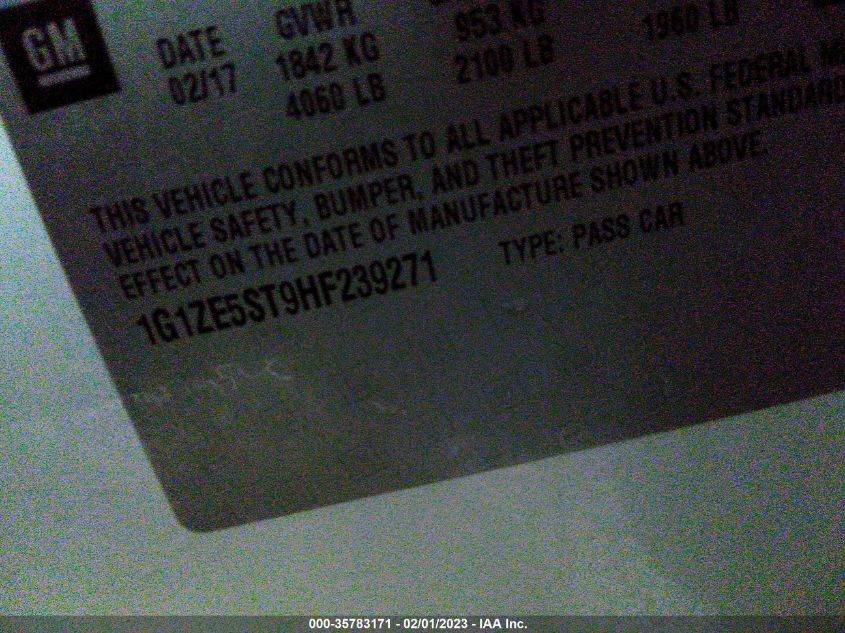 GM
DATE GVWR
02/17 1842 KG 953 KG
4060 LB 2100 LB 1960 LB
THIS VEHICLE CONFORMS TO ALL APPLICABLE U.S. FEDERAL
VEHICLE SAFETY, BUMPER, AND THEFT PREVENTION STANDARD
EFFECT ON THE DATE OF MANUFACTURE SHOWN ABOVE.
1G1ZE5ST9HF239271 TYPE: PASS CAR
000-35783171 - 02/01/2023 - IAA Inc.